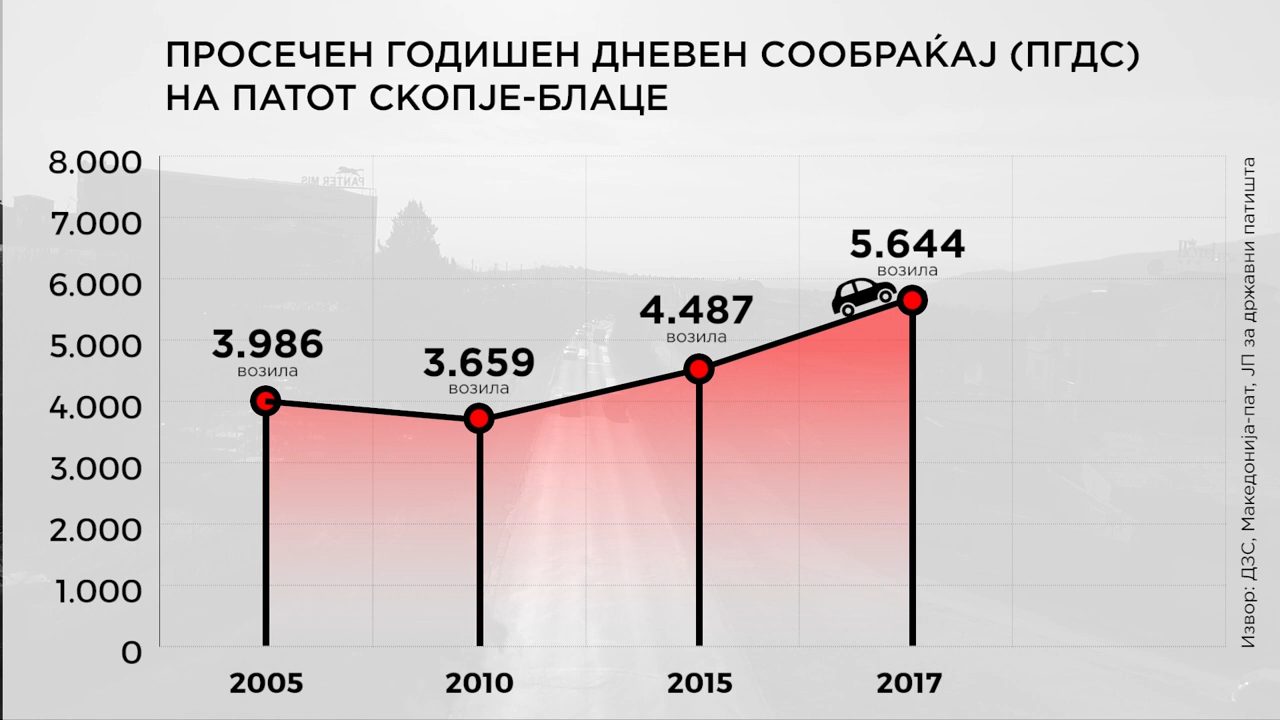 ПРОСЕЧЕН ГОДИШЕН ДНЕВЕН СООБРАЌАЈ (ПГДС)
НА ПАТОТ СКОПЈЕ-БЛАЦЕ
8.000
7.000
6.000
5.000
4.000
3.000
2.000
1.000
0
3.986
возила
3.659
возила
4.487
возила
5.644
возила
2005
2010
2015
2017
Извор: ДЗС, Македонија-пат, ЈП за државни патишта
PANTER MIS